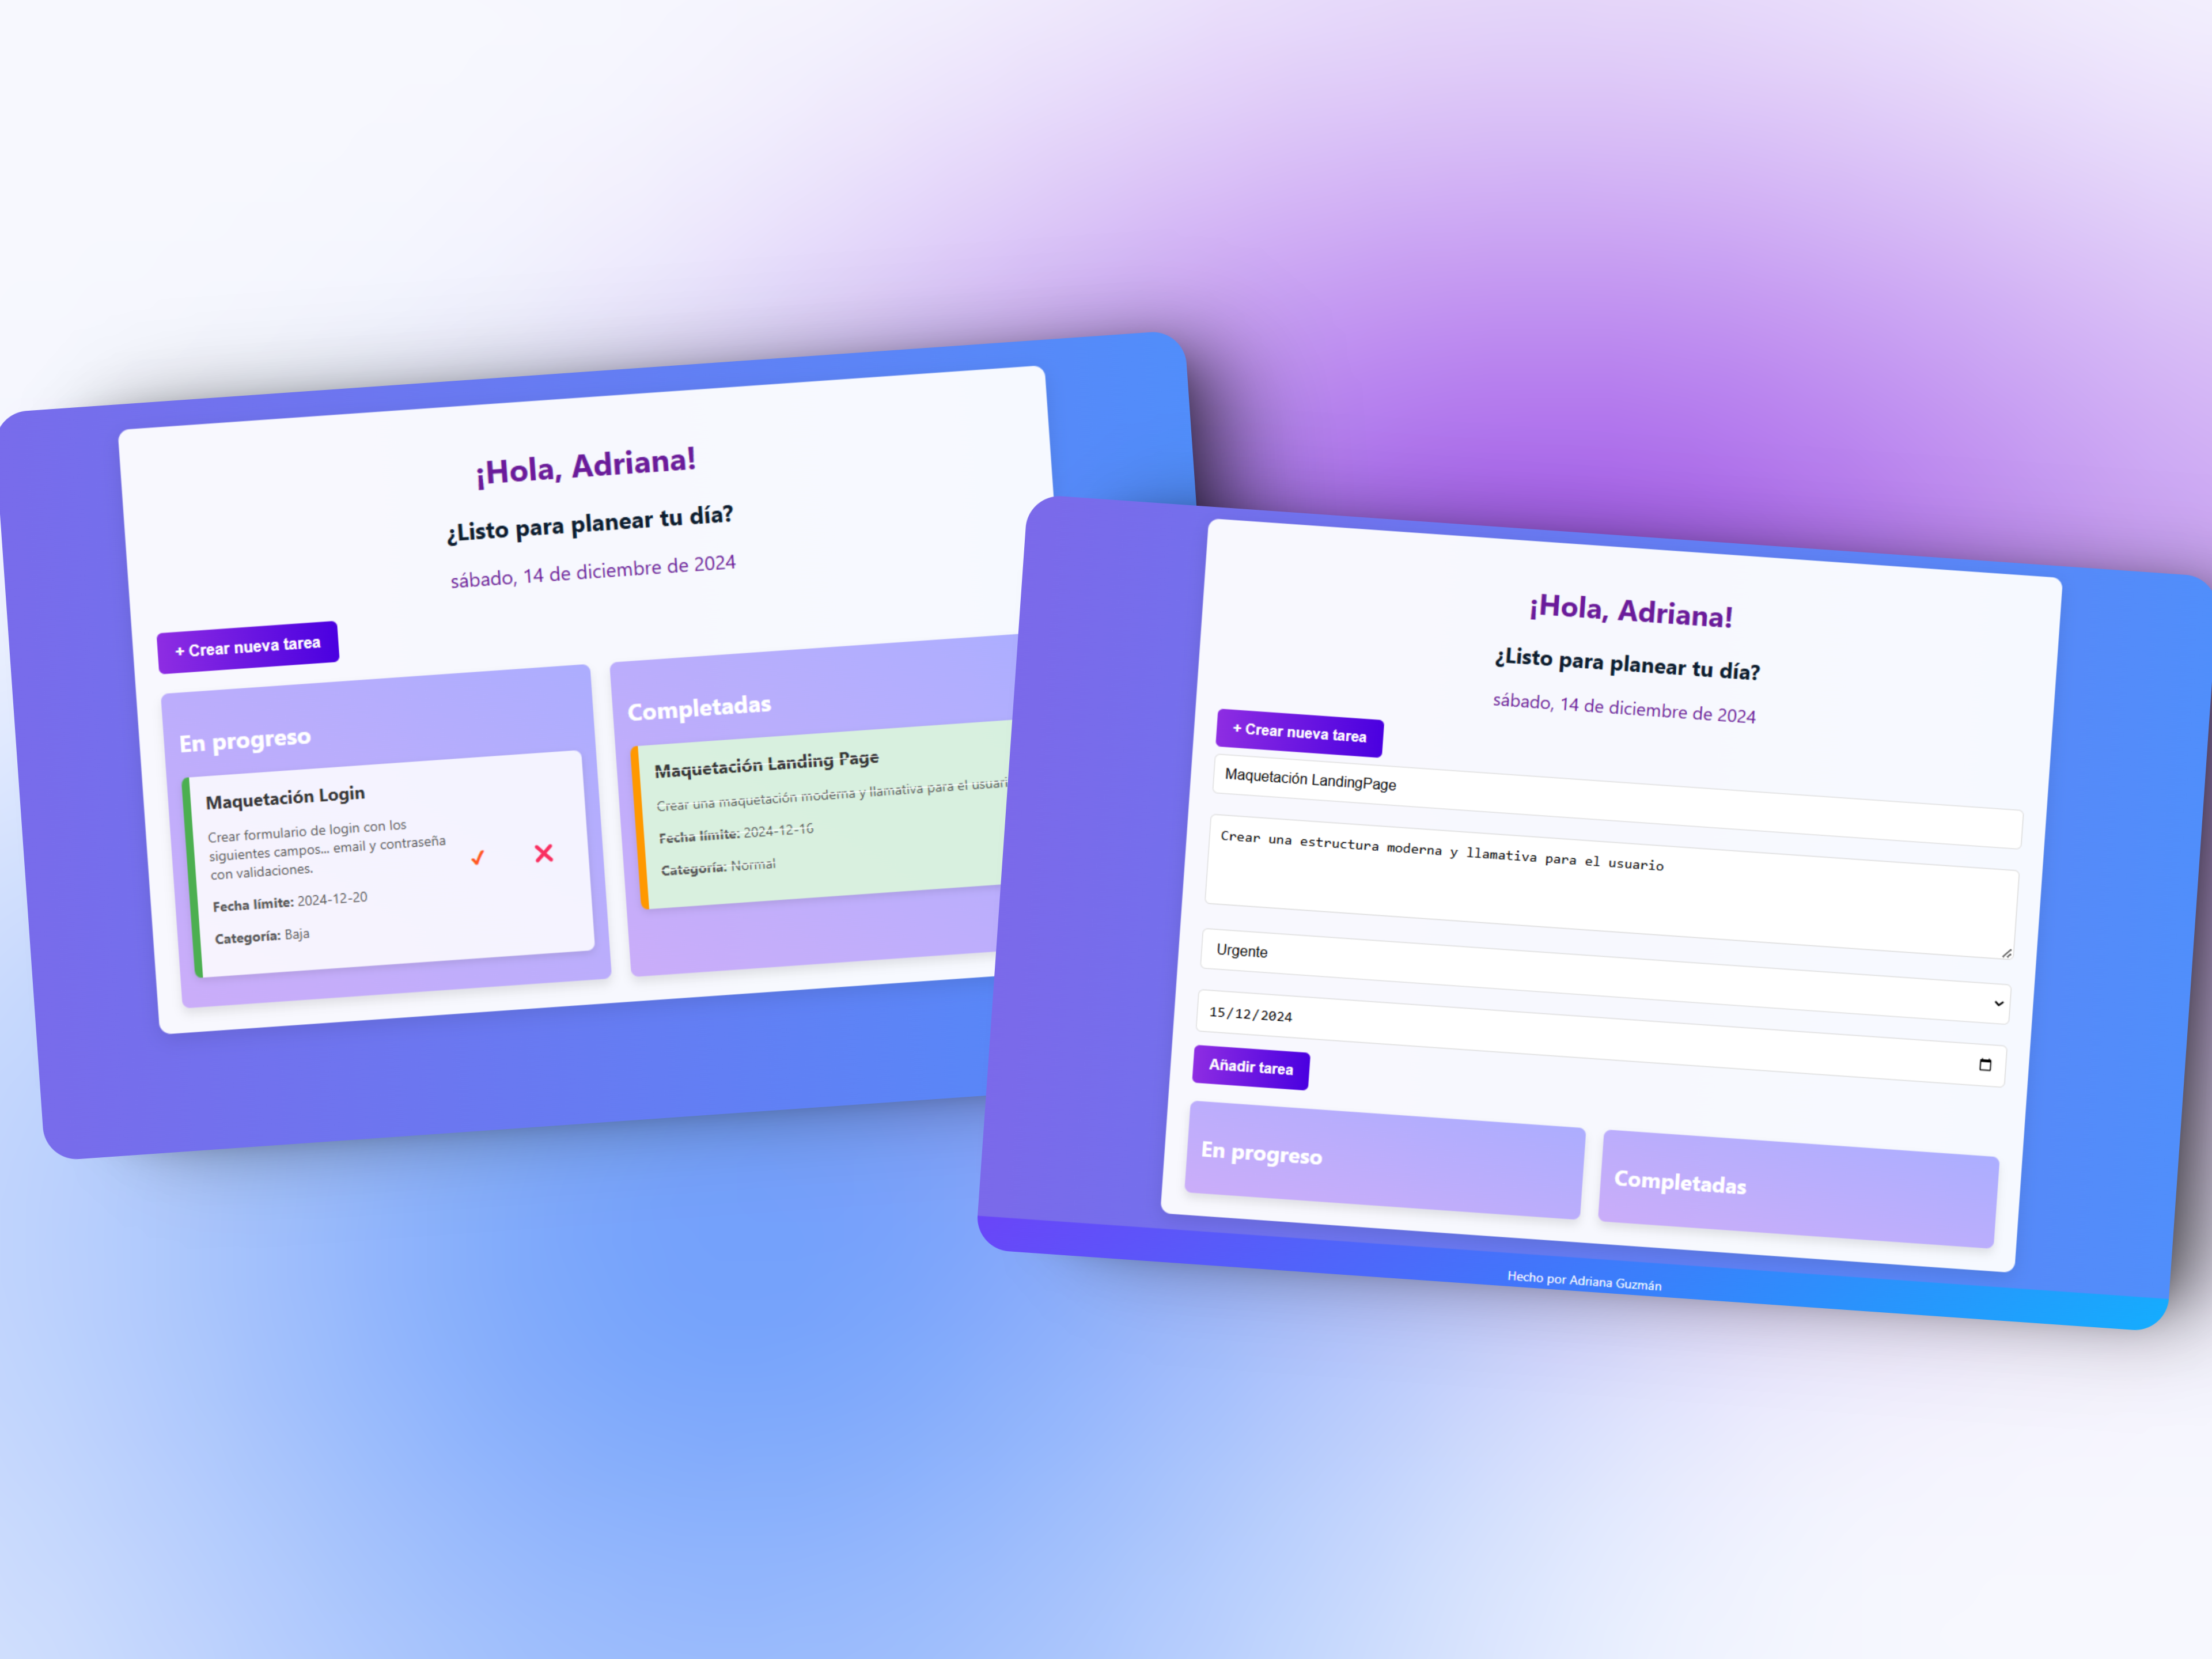 ¡Hola, Adriana!
¿Listo para planear tu día?
sábado, 14 de diciembre de 2024
+ Crear nueva tarea
En progreso
Maquetación Login
Crear formulario de login con los
siguientes campos... email y contraseña
con validaciones.
Fecha límite: 2024-12-20
Categoría: Baja
Completadas
Maquetación Landing Page
Crear una maquetación moderna y llamativa para el
Fecha límite: 2024-12-16
Categoría: Normal
¡Hola, Adriana!
¿Listo para planear tu día?
sábado, 14 de diciembre de 2024
+ Crear nueva tarea
Maquetación LandingPage
Crear una estructura moderna y llamativa para el usuario
Urgente
15/12/2024
Añadir tarea
En progreso
Completadas
Hecho por Adriana Guzmán